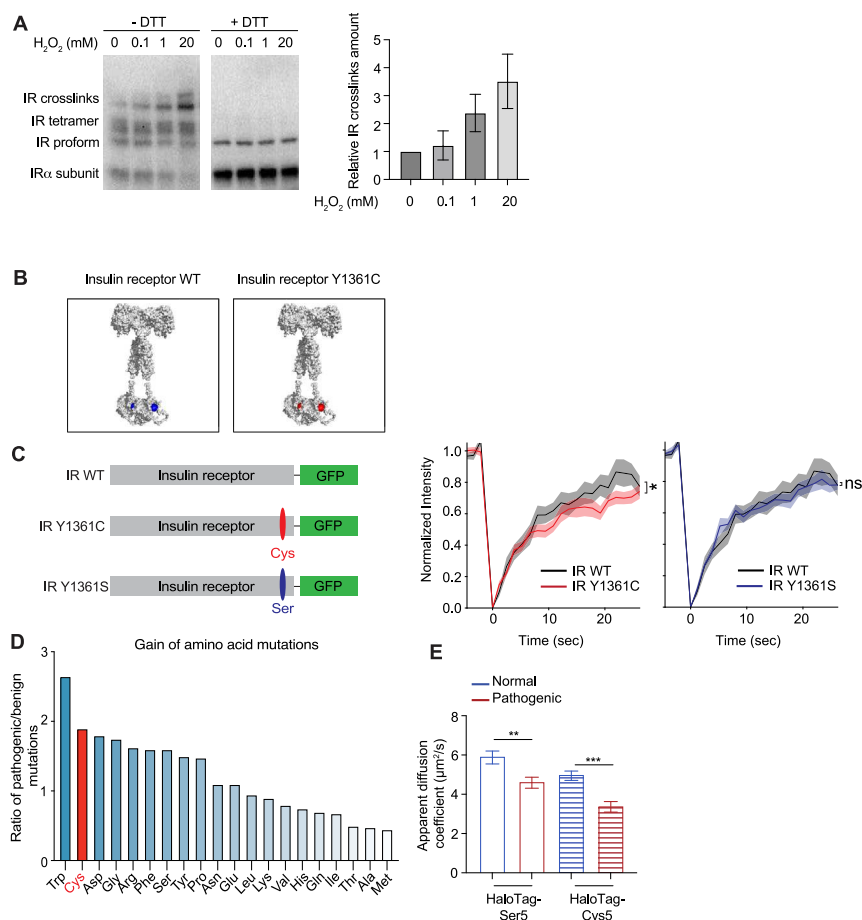 A
- DTT
+ DTT
H2O2 (mM)
0 0.1 1 20
0 0.1 1 20
IR crosslinks
IR tetramer
IR proform
IRα subunit
Relative IR crosslinks amount
5
4
3
2
1
H2O2 (mM)
0 0.1 1 20
B
Insulin receptor WT
Insulin receptor Y1361C
C
IR WT
Insulin receptor
GFP
IR Y1361C
Insulin receptor
GFP
Cys
IR Y1361S
Insulin receptor
GFP
Ser
Normalized Intensity
1.0
0.8
0.6
0.4
0.2
0.0
*
IR WT
IR Y1361C
0 10 20
Time (sec)
ns
IR WT
IR Y1361S
0 10 20
Time (sec)
D
Gain of amino acid mutations
Ratio of pathogenic/benign
mutations
3
2
1
0
Trp Cys Asp Gly Arg Phe Ser Tyr Pro Asn Glu Leu Lys Val His Gln Ile Thr Ala Met
E
Normal
Pathogenic
Apparent diffusion
coefficient (μm²/s)
8
6
4
2
0
**
***
HaloTag-
Ser5
HaloTag-
Cys5